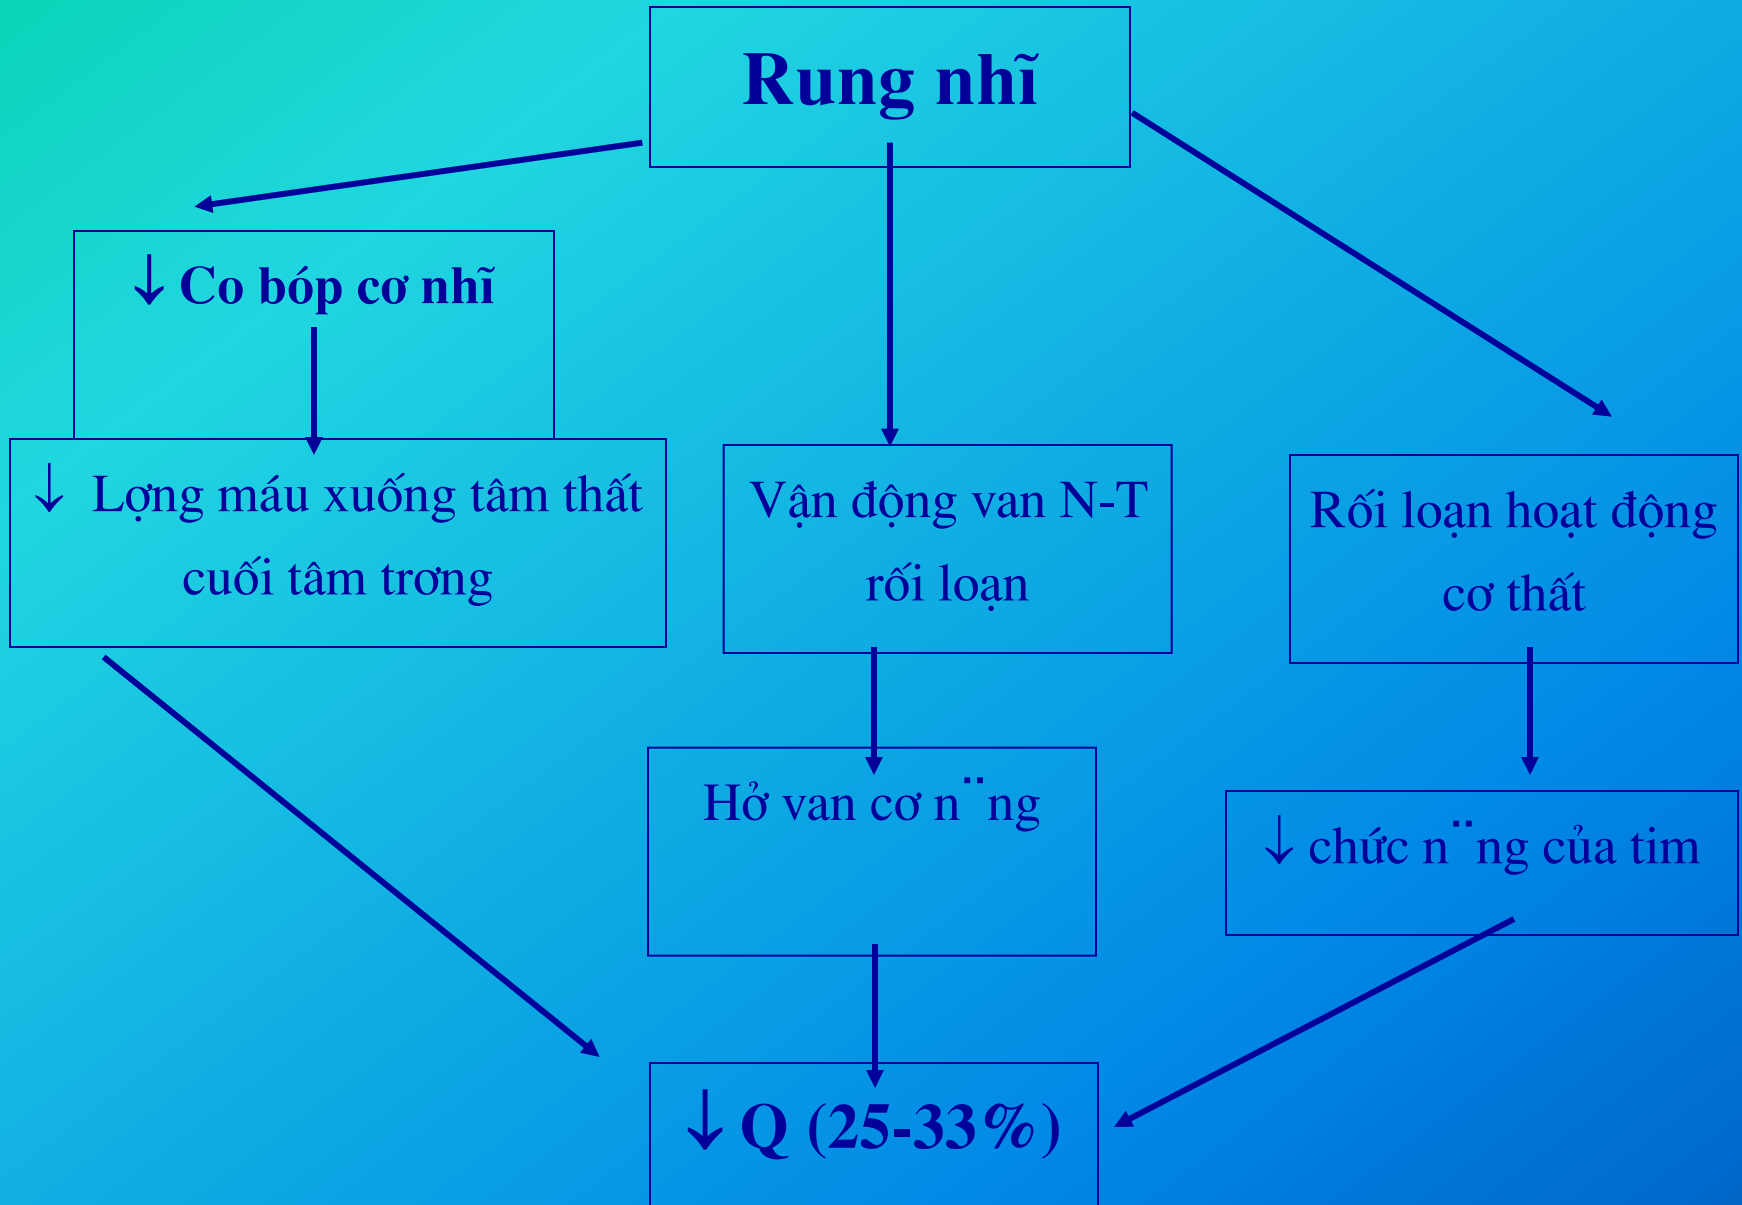 Rung nhĩ
↓ Co bóp cơ nhĩ
↓ Lợng máu xuống tâm thất
cuối tâm trơng
Vận động van N-T
rối loạn
Rối loạn hoạt động
cơ thất
Hở van cơ n¨ng
↓ chức n¨ng của tim
↓ Q (25-33%)